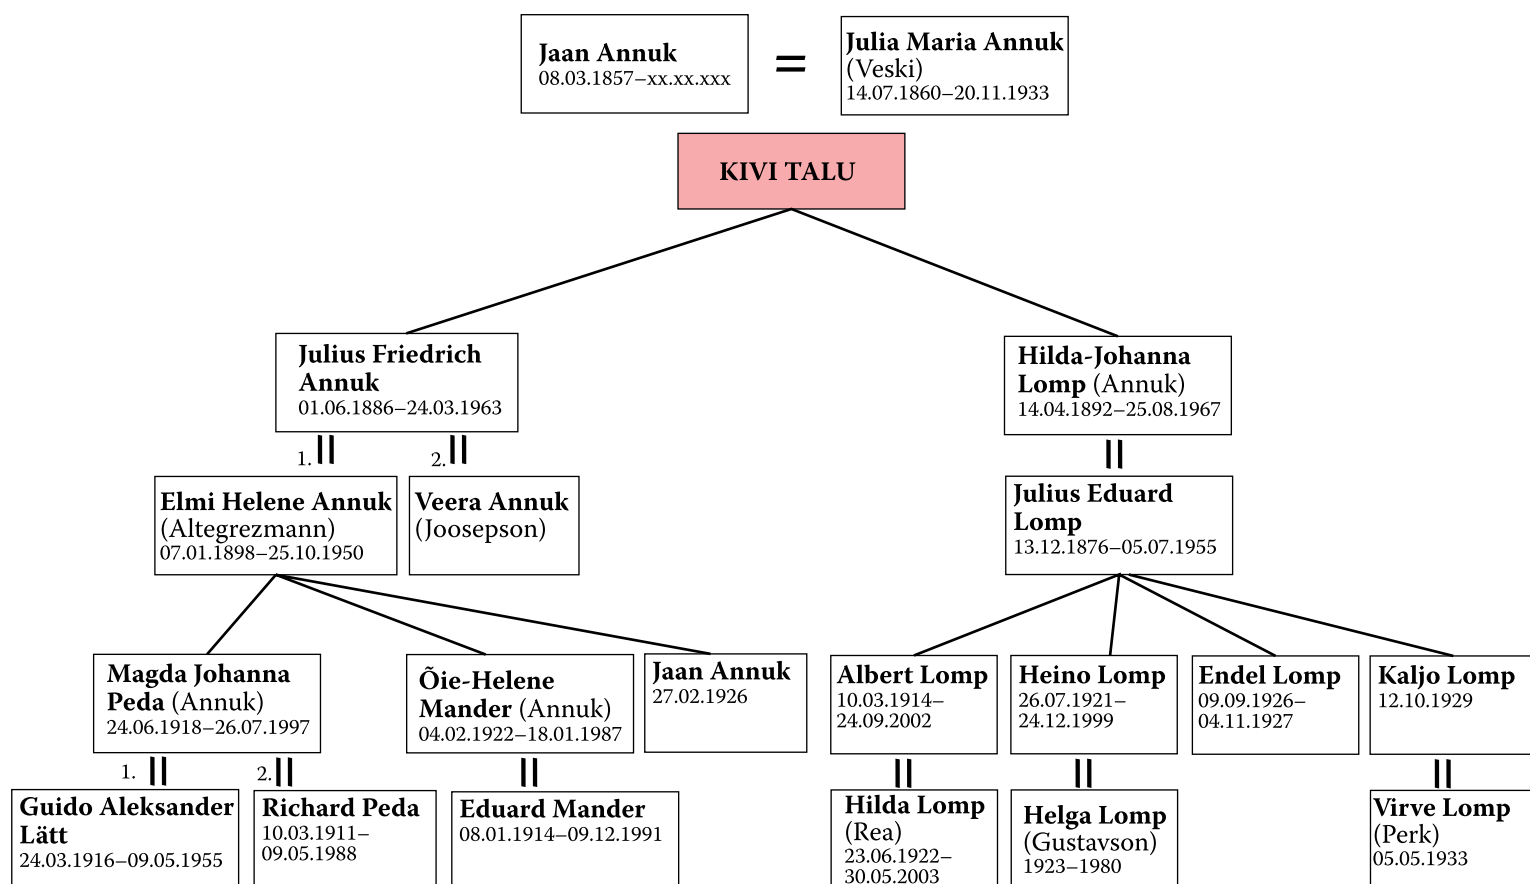 Jaan Annuk
08.03.1857–xx.xx.xxx
=
Julia Maria Annuk
(Veski)
14.07.1860–20.11.1933
KIVI TALU
Julius Friedrich
Annuk
01.06.1886–24.03.1963
Hilda-Johanna
Lomp (Annuk)
14.04.1892–25.08.1967
1.
2.
Elmi Helene Annuk
(Altegrezmann)
07.01.1898–25.10.1950
Veera Annuk
(Joosepson)
Julius Eduard
Lomp
13.12.1876–05.07.1955
Magda Johanna
Peda (Annuk)
24.06.1918–26.07.1997
Õie-Helene
Mander (Annuk)
04.02.1922–18.01.1987
Jaan Annuk
27.02.1926
Albert Lomp
10.03.1914–
24.09.2002
Heino Lomp
26.07.1921–
24.12.1999
Endel Lomp
09.09.1926–
04.11.1927
Kaljo Lomp
12.10.1929
1.
2.
Guido Aleksander
Lätt
24.03.1916–09.05.1955
Richard Peda
10.03.1911–
09.05.1988
Eduard Mander
08.01.1914–09.12.1991
Hilda Lomp
(Rea)
23.06.1922–
30.05.2003
Helga Lomp
(Gustavson)
1923–1980
Virve Lomp
(Perk)
05.05.1933